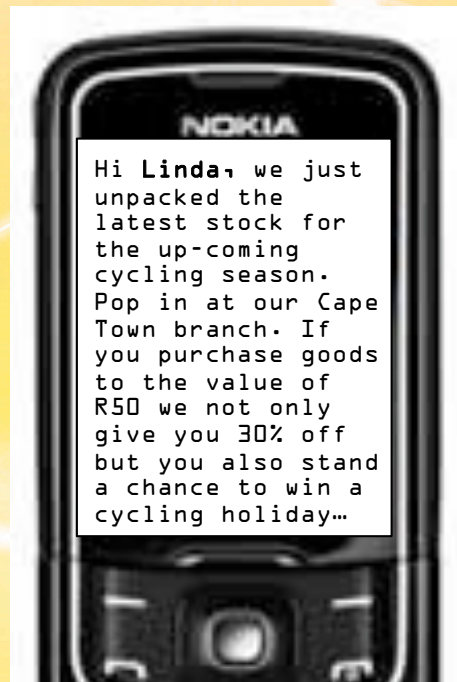 NOKIA
Hi Linda, we just
unpacked the
latest stock for
the up-coming
cycling season.
Pop in at our Cape
Town branch. If
you purchase goods
to the value of
R50 we not only
give you 30% off
but you also stand
a chance to win a
cycling holiday…